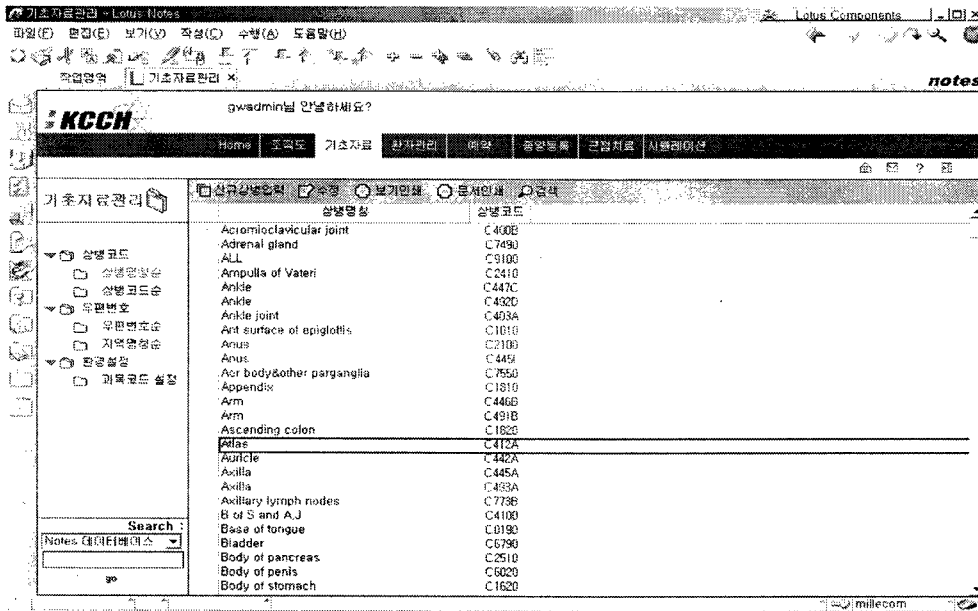 기초자료관리 - Lotus Notes
Lotus Components
파일(F) 편집(E) 보기(V) 작성(C) 수행(A) 도움말(H)
작업영역 기초자료관리 ×
notes
KCCH
gwadmin님 안녕하세요?
Home 조직도 기초자료 환자관리 예약 종양등록 근접치료 시뮬레이션
기초자료관리
신규상병입력 수정 보기인쇄 문서인쇄 검색
상병명칭 상병코드
상병코드
상병명칭순
상병코드순
우편번호
우편번호순
지역명칭순
환경설정
과목코드 설정
Acromioclavicular joint C400B
Adrenal gland C7490
ALL C9100
Ampulla of Vater C2410
Ankle C447C
Ankle C492D
Ankle joint C403A
Ant surface of epiglottis C1010
Anus C2100
Anus C445I
Aor body&other parganglia C7550
Appendix C1810
Arm C446B
Arm C491B
Ascending colon C1820
Atlas C412A
Auricle C442A
Axilla C445A
Axilla C493A
Axillary lymph nodes C773B
B of S and A.J C4100
Base of tongue C0190
Bladder C6790
Body of pancreas C2510
Body of penis C6020
Body of stomach C1620
Search :
Notes 데이터베이스
go
millecom